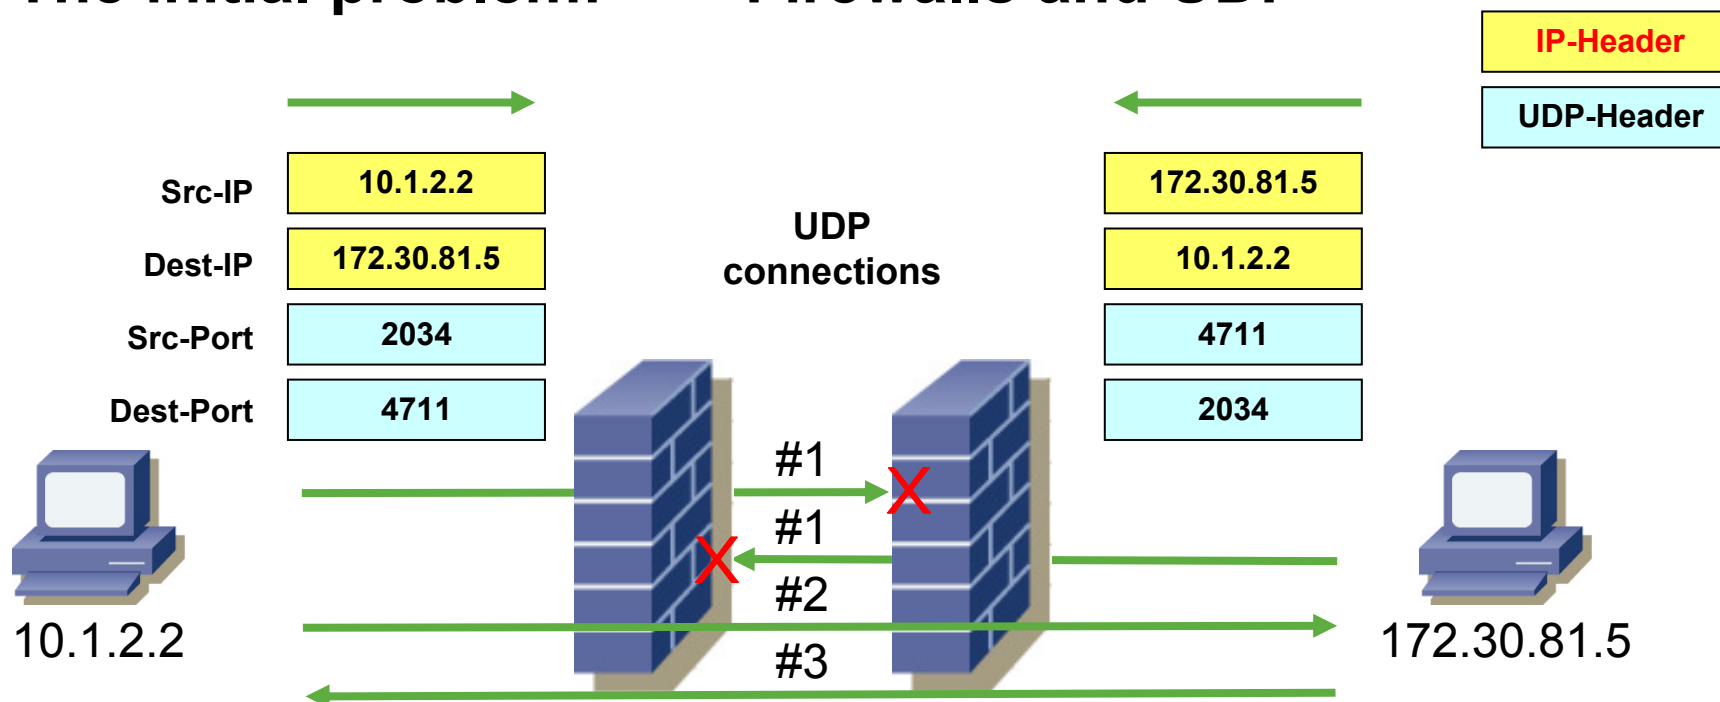 IP-Header
UDP-Header
Src-IP
10.1.2.2
172.30.81.5
Dest-IP
172.30.81.5
UDP
connections
10.1.2.2
Src-Port
2034
4711
Dest-Port
4711
2034
#1
#1
#2
#3
10.1.2.2
172.30.81.5